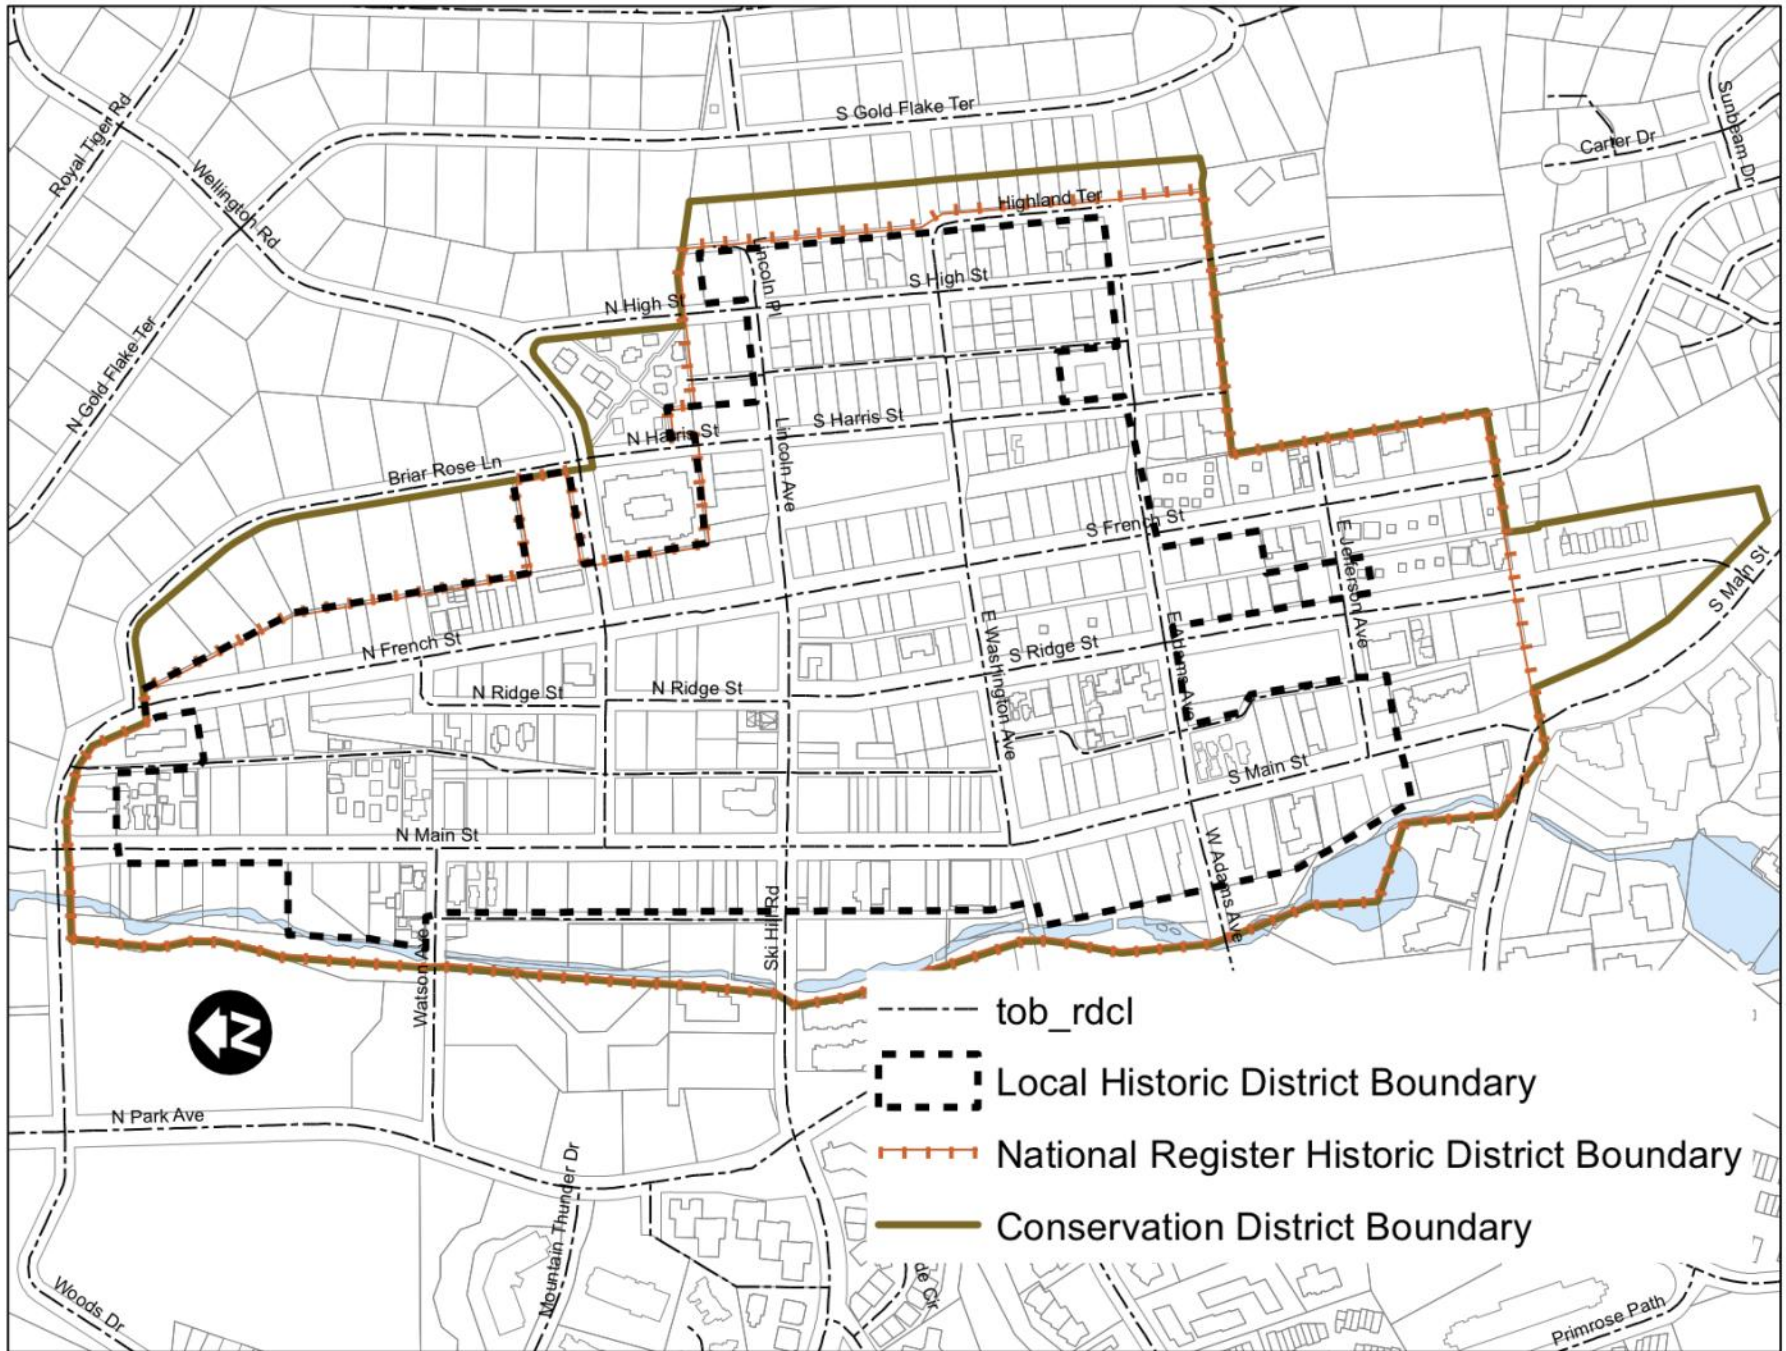 S Gold Flake Ter
Royal Tiger Rd
Sunbeam Dr
Carter Dr
Wellington Rd
Highland Ter
Lincoln Pl
S High St
N High St
N Gold Flake Ter
S Harris St
N Harris St
Lincoln Ave
Briar Rose Ln
S French St
E Jefferson Ave
S Main St
N French St
E Washington Ave
S Ridge St
E Adams Ave
N Ridge St
N Ridge St
S Main St
N Main St
W Adams Ave
Ski Hill Rd
Watson Ave
N
N Park Ave
Mountain Thunder Dr
Woods Dr
de Cir
Primrose Path
tob_rdcl
Local Historic District Boundary
National Register Historic District Boundary
Conservation District Boundary